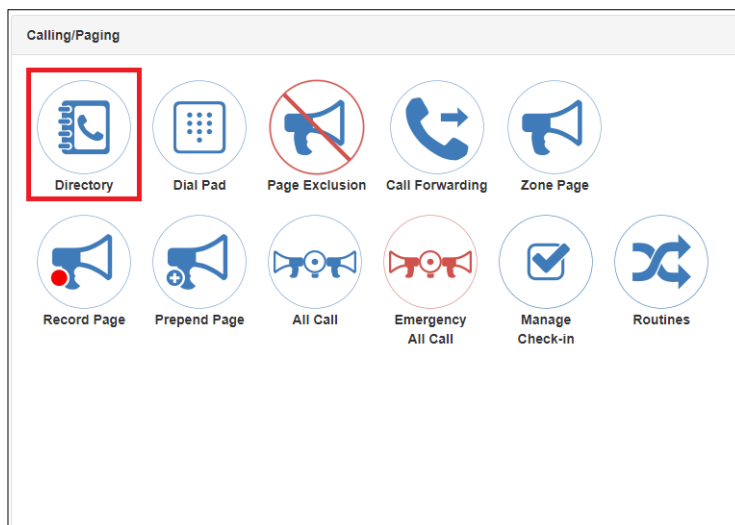 Calling/Paging
Directory
Dial Pad
Page Exclusion
Call Forwarding
Zone Page
Record Page
Prepend Page
All Call
Emergency
All Call
Manage
Check-in
Routines